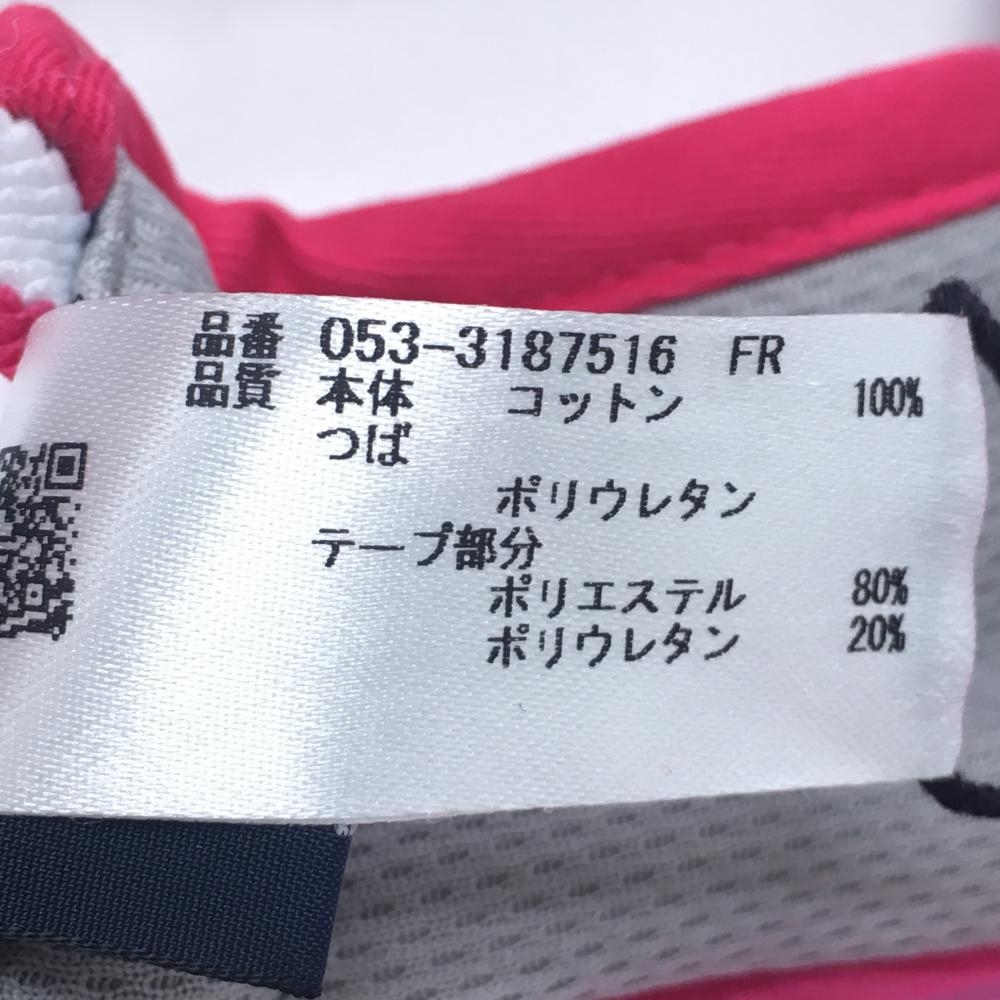 品番 053-3187516 FR
品質 本体 コットン 100%
つば
ポリウレタン
テープ部分
ポリエステル 80%
ポリウレタン 20%